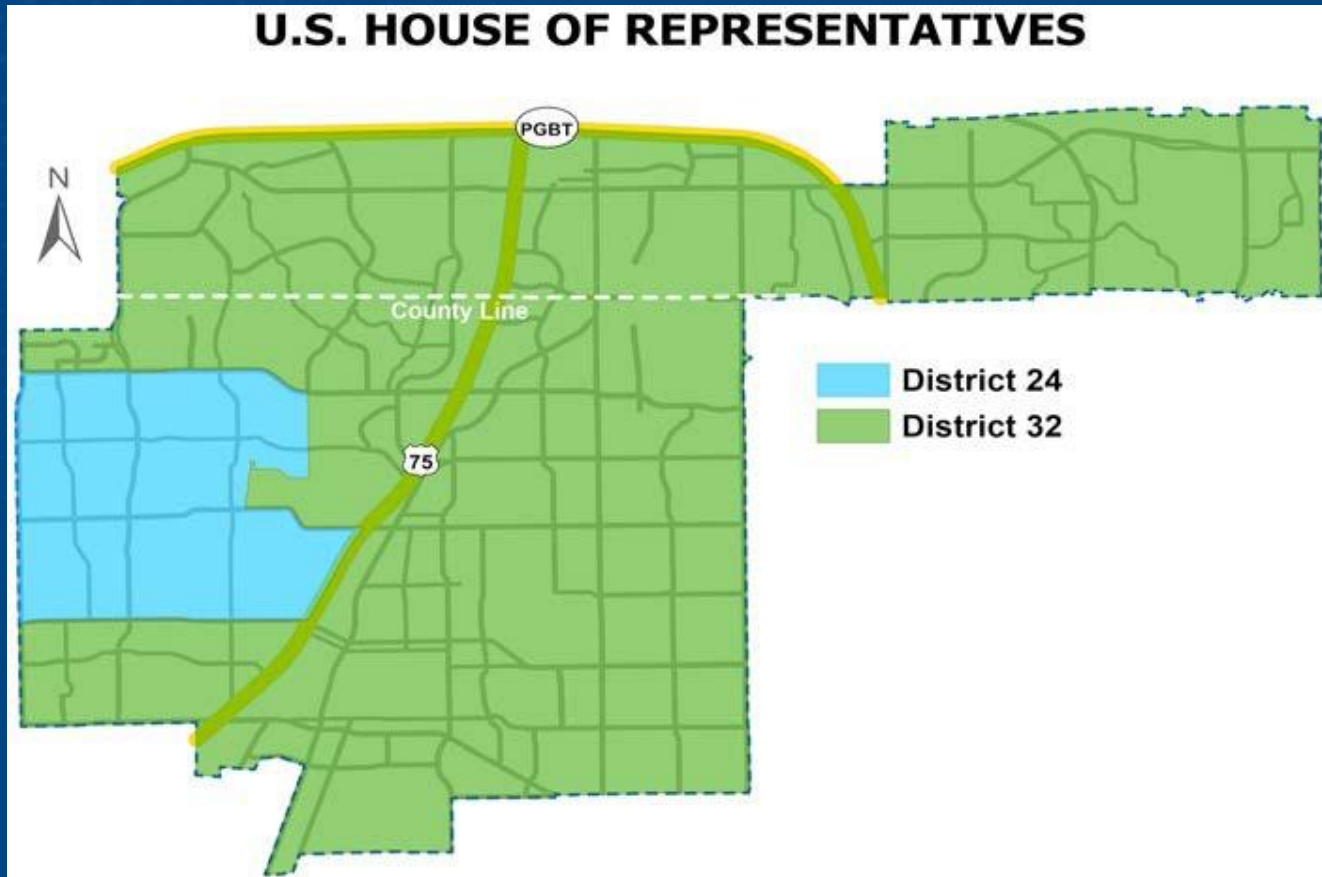 U.S. HOUSE OF REPRESENTATIVES
PGBT
N
County Line
District 24
District 32
75